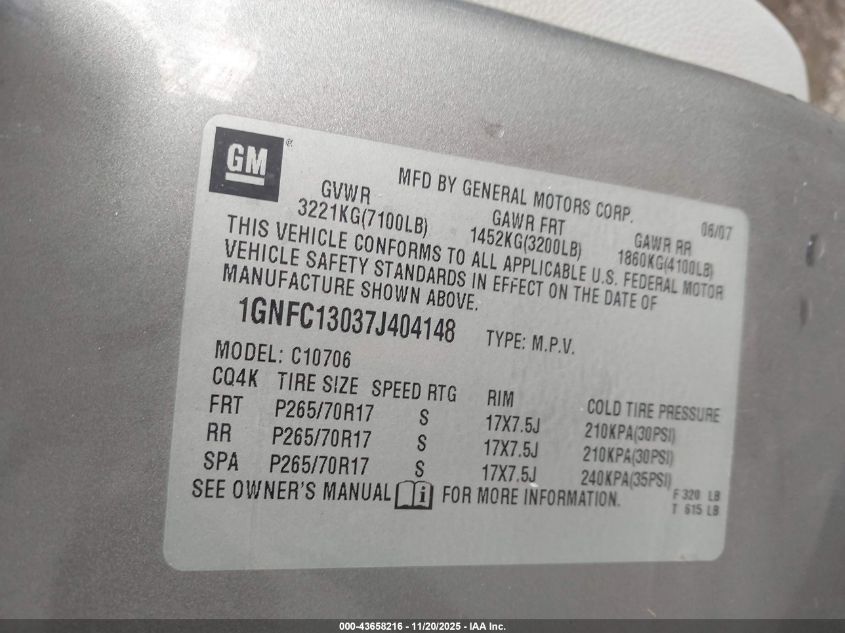 GM®
MFD BY GENERAL MOTORS CORP. 06/07
GVWR GAWR FRT GAWR RR
3221KG(7100LB) 1452KG(3200LB) 1860KG(4100LB)
THIS VEHICLE CONFORMS TO ALL APPLICABLE U.S. FEDERAL MOTOR
VEHICLE SAFETY STANDARDS IN EFFECT ON THE DATE OF
MANUFACTURE SHOWN ABOVE.
1GNFC13037J404148 TYPE: M.P.V.
MODEL: C10706
CQ4K TIRE SIZE SPEED RTG RIM COLD TIRE PRESSURE
FRT P265/70R17 S 17X7.5J 210KPA(30PSI)
RR P265/70R17 S 17X7.5J 210KPA(30PSI)
SPA P265/70R17 S 17X7.5J 240KPA(35PSI)
SEE OWNER'S MANUAL i FOR MORE INFORMATION.
F 320 LB
T 615 LB
000-43658216 - 11/20/2025 - IAA Inc.